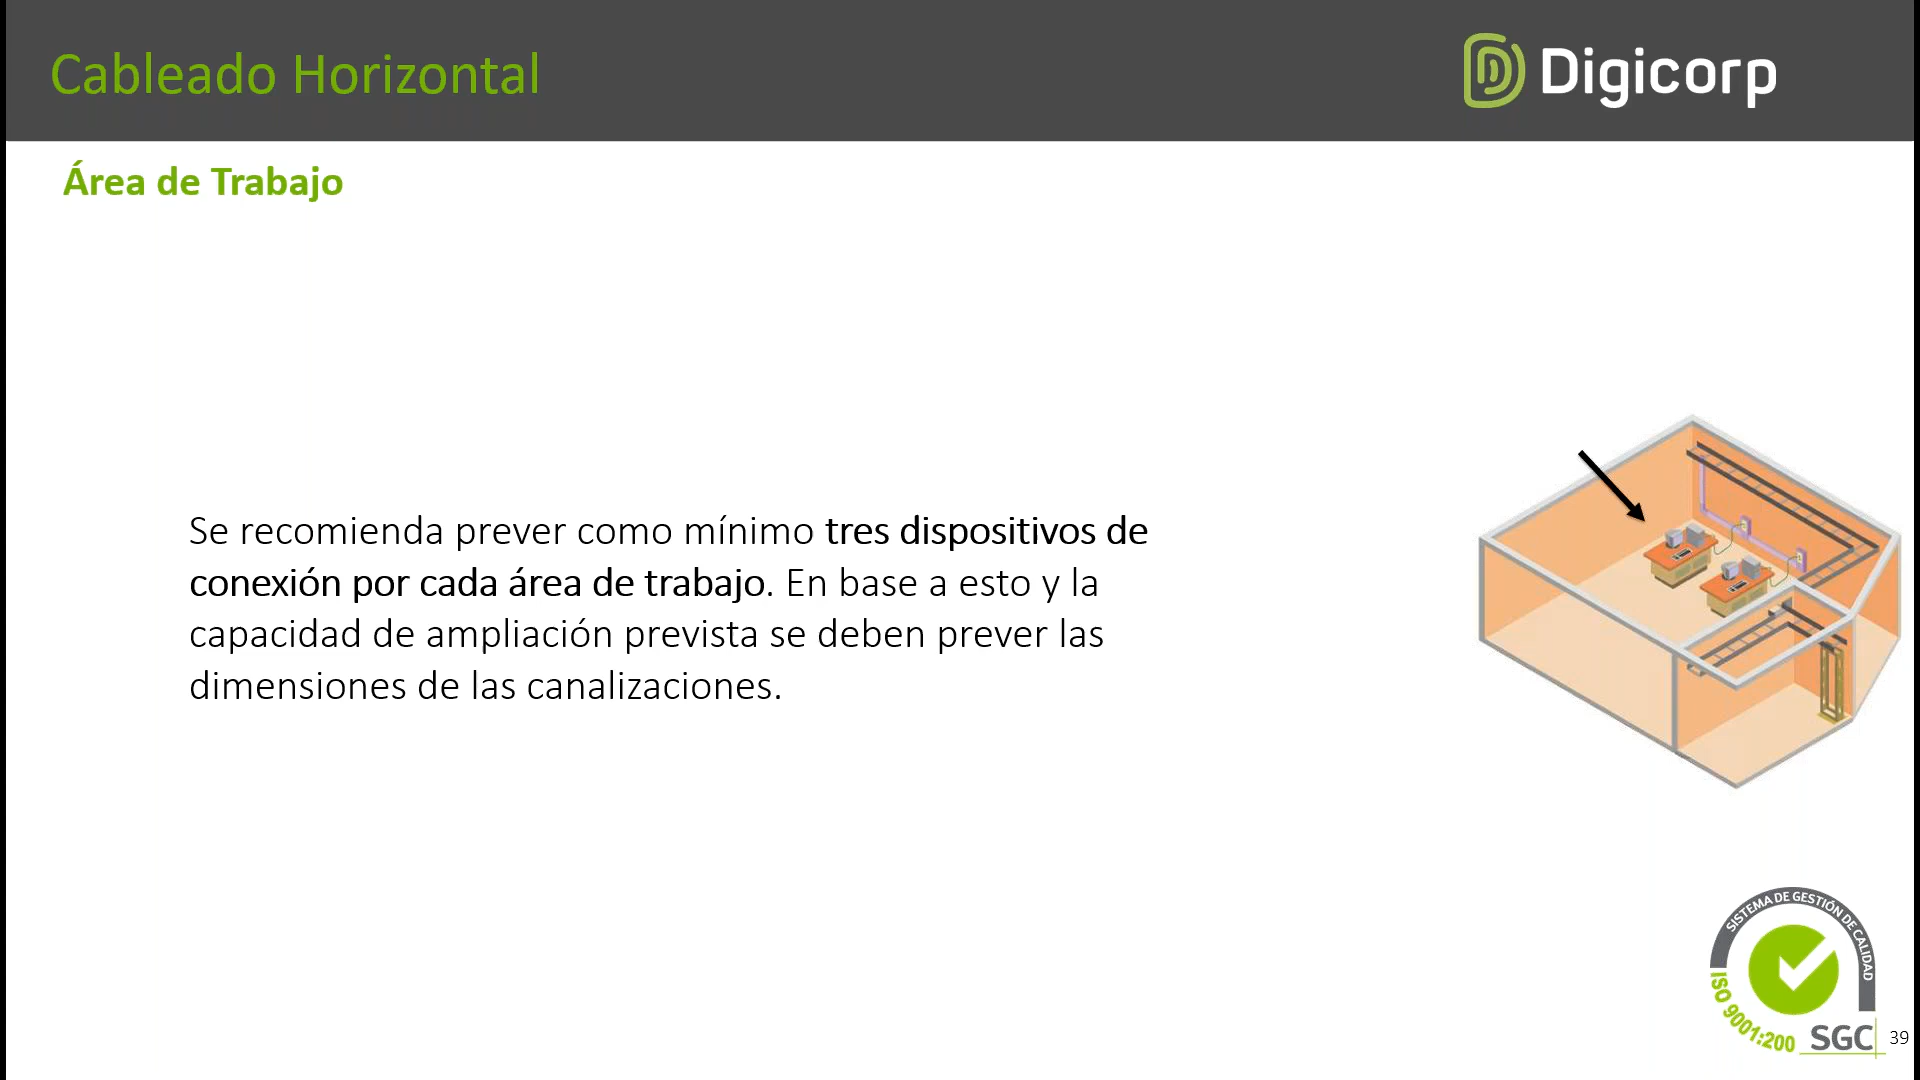 Cableado Horizontal
Digicorp
Área de Trabajo
Se recomienda prever como mínimo tres dispositivos de
conexión por cada área de trabajo. En base a esto y la
capacidad de ampliación prevista se deben prever las
dimensiones de las canalizaciones.
SISTEMA DE GESTIÓN DE CALIDAD
ISO 9001:200
SGC
39